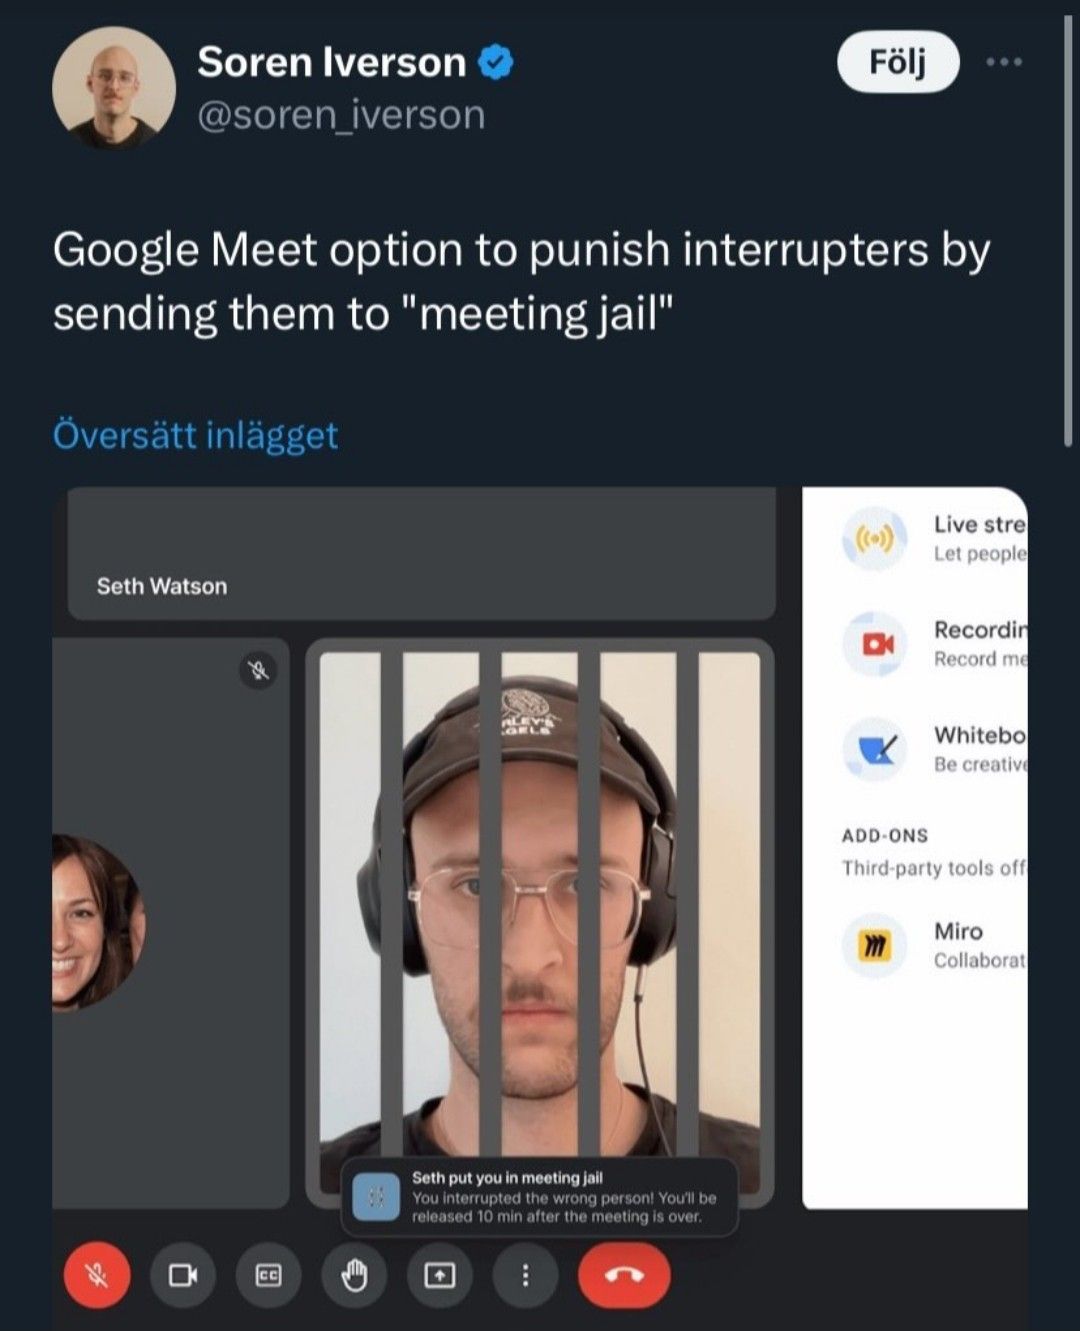 Soren Iverson
@soren_iverson
Följ
Google Meet option to punish interrupters by
sending them to "meeting jail"
Översätt inlägget
Seth Watson
Live stre
Let people
Recordin
Record me
Whitebo
Be creative
ADD-ONS
Third-party tools off
Miro
Collaborat
Seth put you in meeting jail
You interrupted the wrong person! You'll be
released 10 min after the meeting is over.
CC